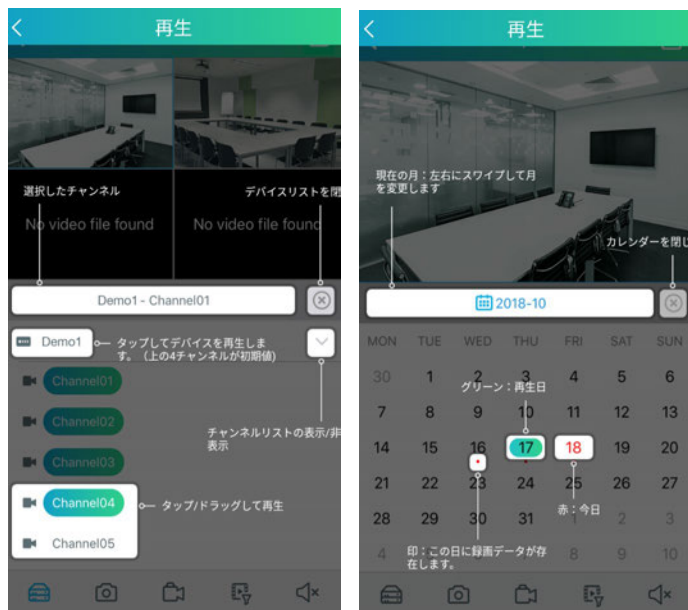 再生
選択したチャンネル
デバイスリストを閉
No video file found
No video file found
Demo1 - Channel01
Demo1
タップしてデバイスを再生しま
す。（上の4チャンネルが初期値)
Channel01
Channel02
Channel03
チャンネルリストの表示/非
表示
Channel04
タップ/ドラッグして再生
Channel05
再生
現在の月：左右にスワイプして月
を変更します
カレンダーを閉じ
2018-10
MON TUE WED THU FRI SAT SUN
30 1 2 3 4 5 6
グリーン：再生日
7 8 9 10 11 12 13
14 15 16 17 18 19 20
21 22 23 24 25 26 27
赤：今日
28 29 30 31 1 2 3
印：この日に録画データが存
在します。
4 8 9 10